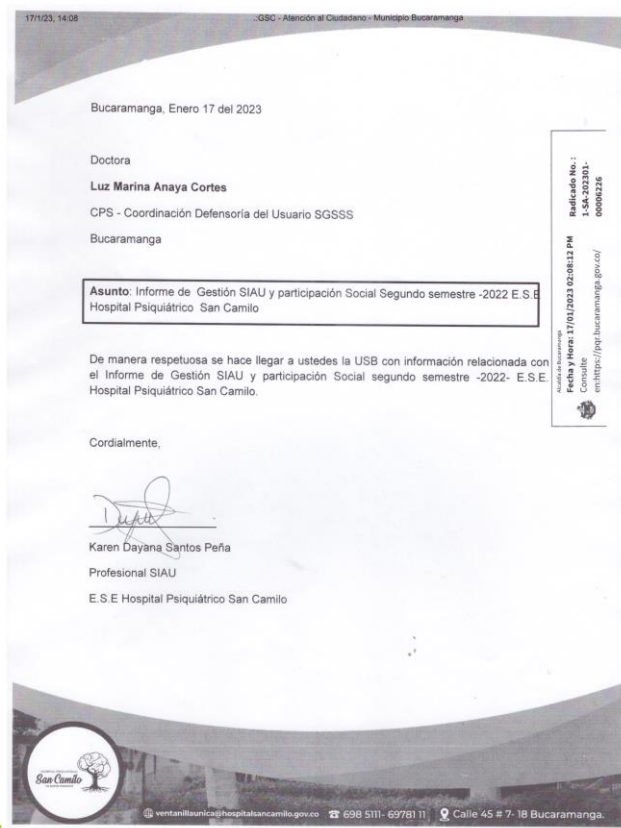 17/1/23, 14:08
.:GSC - Atención al Ciudadano - Municipio Bucaramanga
Bucaramanga, Enero 17 del 2023
Doctora
Luz Marina Anaya Cortes
CPS - Coordinación Defensoría del Usuario SGSSS
Bucaramanga
Asunto: Informe de Gestión SIAU y participación Social Segundo semestre -2022 E.S.E
Hospital Psiquiátrico San Camilo
De manera respetuosa se hace llegar a ustedes la USB con información relacionada con
el Informe de Gestión SIAU y participación Social segundo semestre -2022- E.S.E.
Hospital Psiquiátrico San Camilo.
Cordialmente,
Karen Dayana Santos Peña
Profesional SIAU
E.S.E Hospital Psiquiátrico San Camilo
Alcaldía de Bucaramanga
Fecha y Hora: 17/01/2023 02:08:12 PM
Consulte
en:https://pqr.bucaramanga.gov.co/
Radicado No. :
1-SA-202301-
00006226
San Camilo
ventanillaunica@hospitalsancamilo.gov.co
698 5111- 6978111
Calle 45 # 7- 18 Bucaramanga.